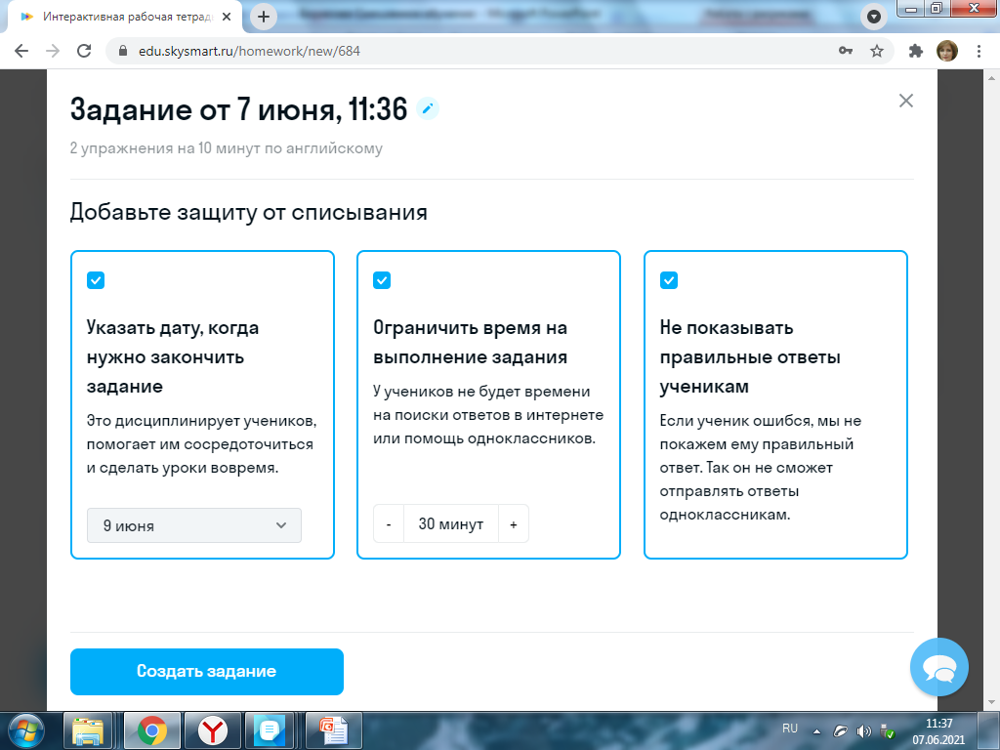 Интерактивная рабочая тетрад
edu.skysmart.ru/homework/new/684
Задание от 7 июня, 11:36
2 упражнения на 10 минут по английскому
Добавьте защиту от списывания
Указать дату, когда
нужно закончить
задание
Это дисциплинирует учеников,
помогает им сосредоточиться
и сделать уроки вовремя.
9 июня
Ограничить время на
выполнение задания
У учеников не будет времени
на поиски ответов в интернете
или помощь одноклассников.
- 30 минут +
Не показывать
правильные ответы
ученикам
Если ученик ошибся, мы не
покажем ему правильный
ответ. Так он не сможет
отправлять ответы
одноклассникам.
Создать задание
RU
11:37
07.06.2021